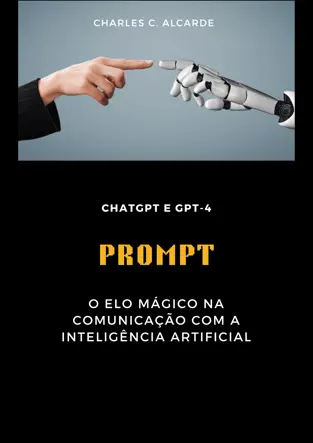 CHARLES C. ALCARDE
CHATGPT E GPT-4
PROMPT
O ELO MÁGICO NA
COMUNICAÇÃO COM A
INTELIGÊNCIA ARTIFICIAL